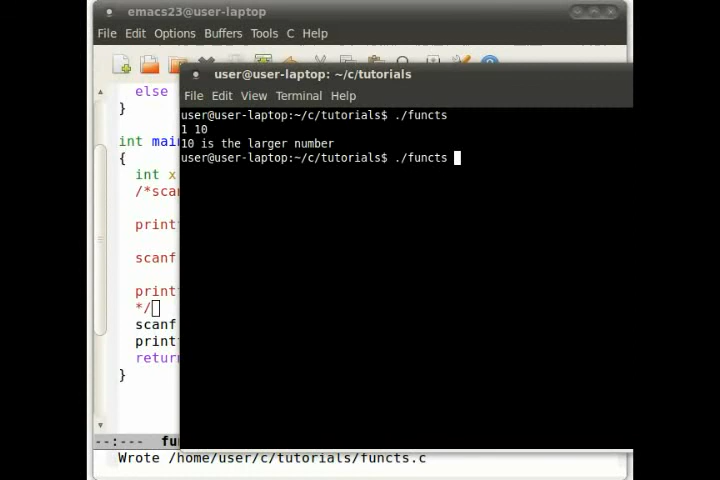 emacs23@user-laptop
File Edit Options Buffers Tools C Help
user@user-laptop: ~/c/tutorials
File Edit View Terminal Help
user@user-laptop:~/c/tutorials$ ./functs
1 10
10 is the larger number
user@user-laptop:~/c/tutorials$ ./functs
else
}
int mai
{
int x
/*sca
print
scanf
print
*/
scanf
print
return
}
--:--- fu
Wrote /home/user/c/tutorials/functs.c